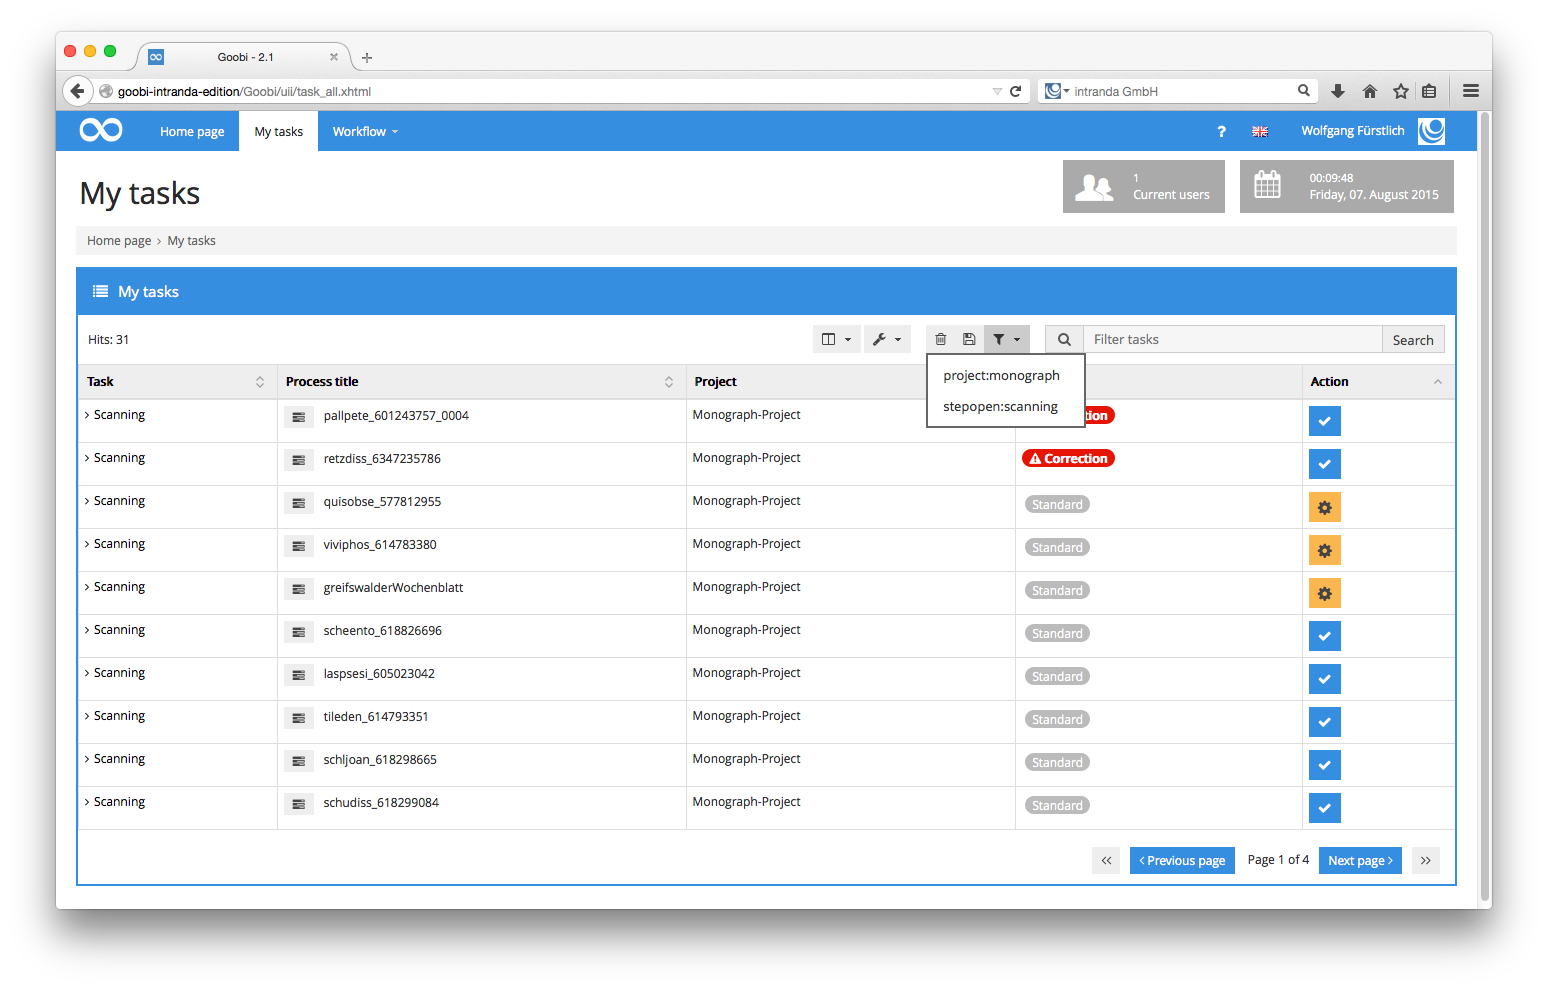 Goobi - 2.1
goobi-intranda-edition/Goobi/uii/task_all.xhtml
intranda GmbH
Home page
My tasks
Workflow
?
Wolfgang Fürstlich
My tasks
1
Current users
00:09:48
Friday, 07. August 2015
Home page › My tasks
My tasks
Hits: 31
Filter tasks
Search
project:monograph
stepopen:scanning
Task Process title Project Action
Scanning pallpete_601243757_0004 Monograph-Project
Scanning retzdiss_6347235786 Monograph-Project Correction
Scanning quisobse_577812955 Monograph-Project Standard
Scanning viviphos_614783380 Monograph-Project Standard
Scanning greifswalderWochenblatt Monograph-Project Standard
Scanning scheento_618826696 Monograph-Project Standard
Scanning laspsesi_605023042 Monograph-Project Standard
Scanning tileden_614793351 Monograph-Project Standard
Scanning schljoan_618298665 Monograph-Project Standard
Scanning schudiss_618299084 Monograph-Project Standard
‹ Previous page Page 1 of 4 Next page ›